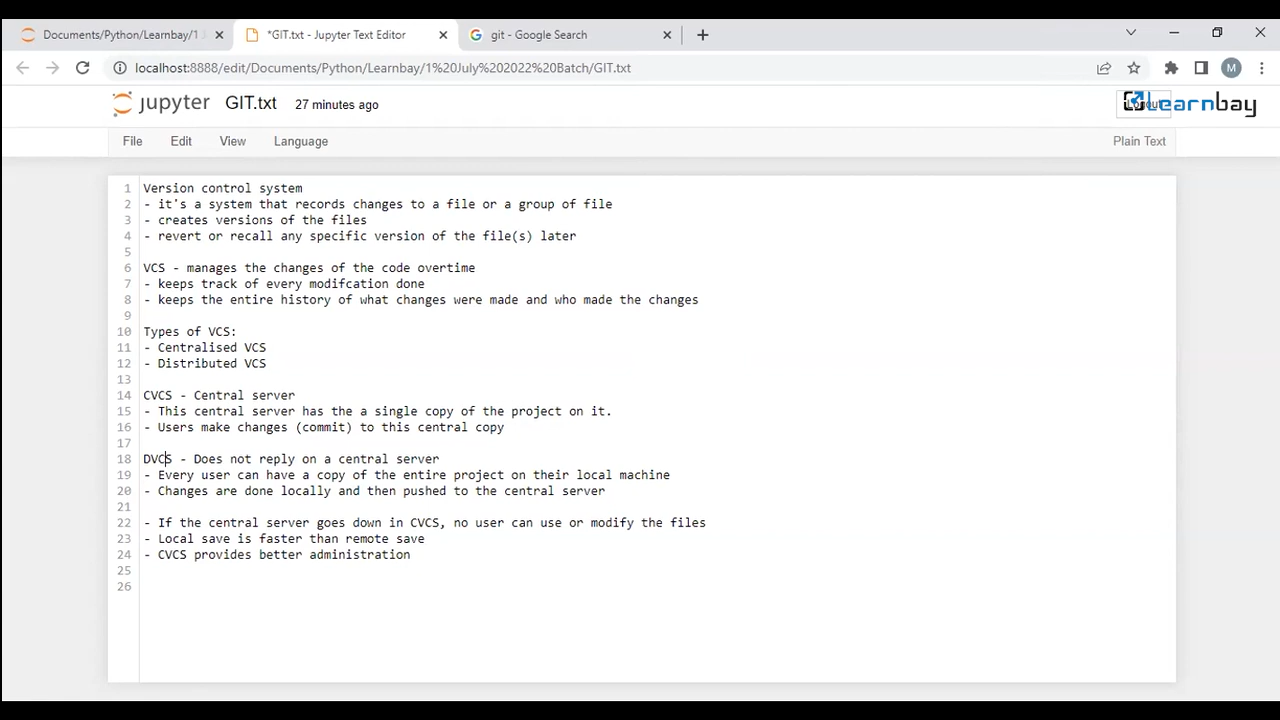 Documents/Python/Learnbay/1
*GIT.txt - Jupyter Text Editor
git - Google Search
localhost:8888/edit/Documents/Python/Learnbay/1%20July%202022%20Batch/GIT.txt
M
jupyter GIT.txt 27 minutes ago
Learnbay
File Edit View Language
Plain Text
1 Version control system
2 - it's a system that records changes to a file or a group of file
3 - creates versions of the files
4 - revert or recall any specific version of the file(s) later
5
6 VCS - manages the changes of the code overtime
7 - keeps track of every modifcation done
8 - keeps the entire history of what changes were made and who made the changes
9
10 Types of VCS:
11 - Centralised VCS
12 - Distributed VCS
13
14 CVCS - Central server
15 - This central server has the a single copy of the project on it.
16 - Users make changes (commit) to this central copy
17
18 DVCS - Does not reply on a central server
19 - Every user can have a copy of the entire project on their local machine
20 - Changes are done locally and then pushed to the central server
21
22 - If the central server goes down in CVCS, no user can use or modify the files
23 - Local save is faster than remote save
24 - CVCS provides better administration
25
26